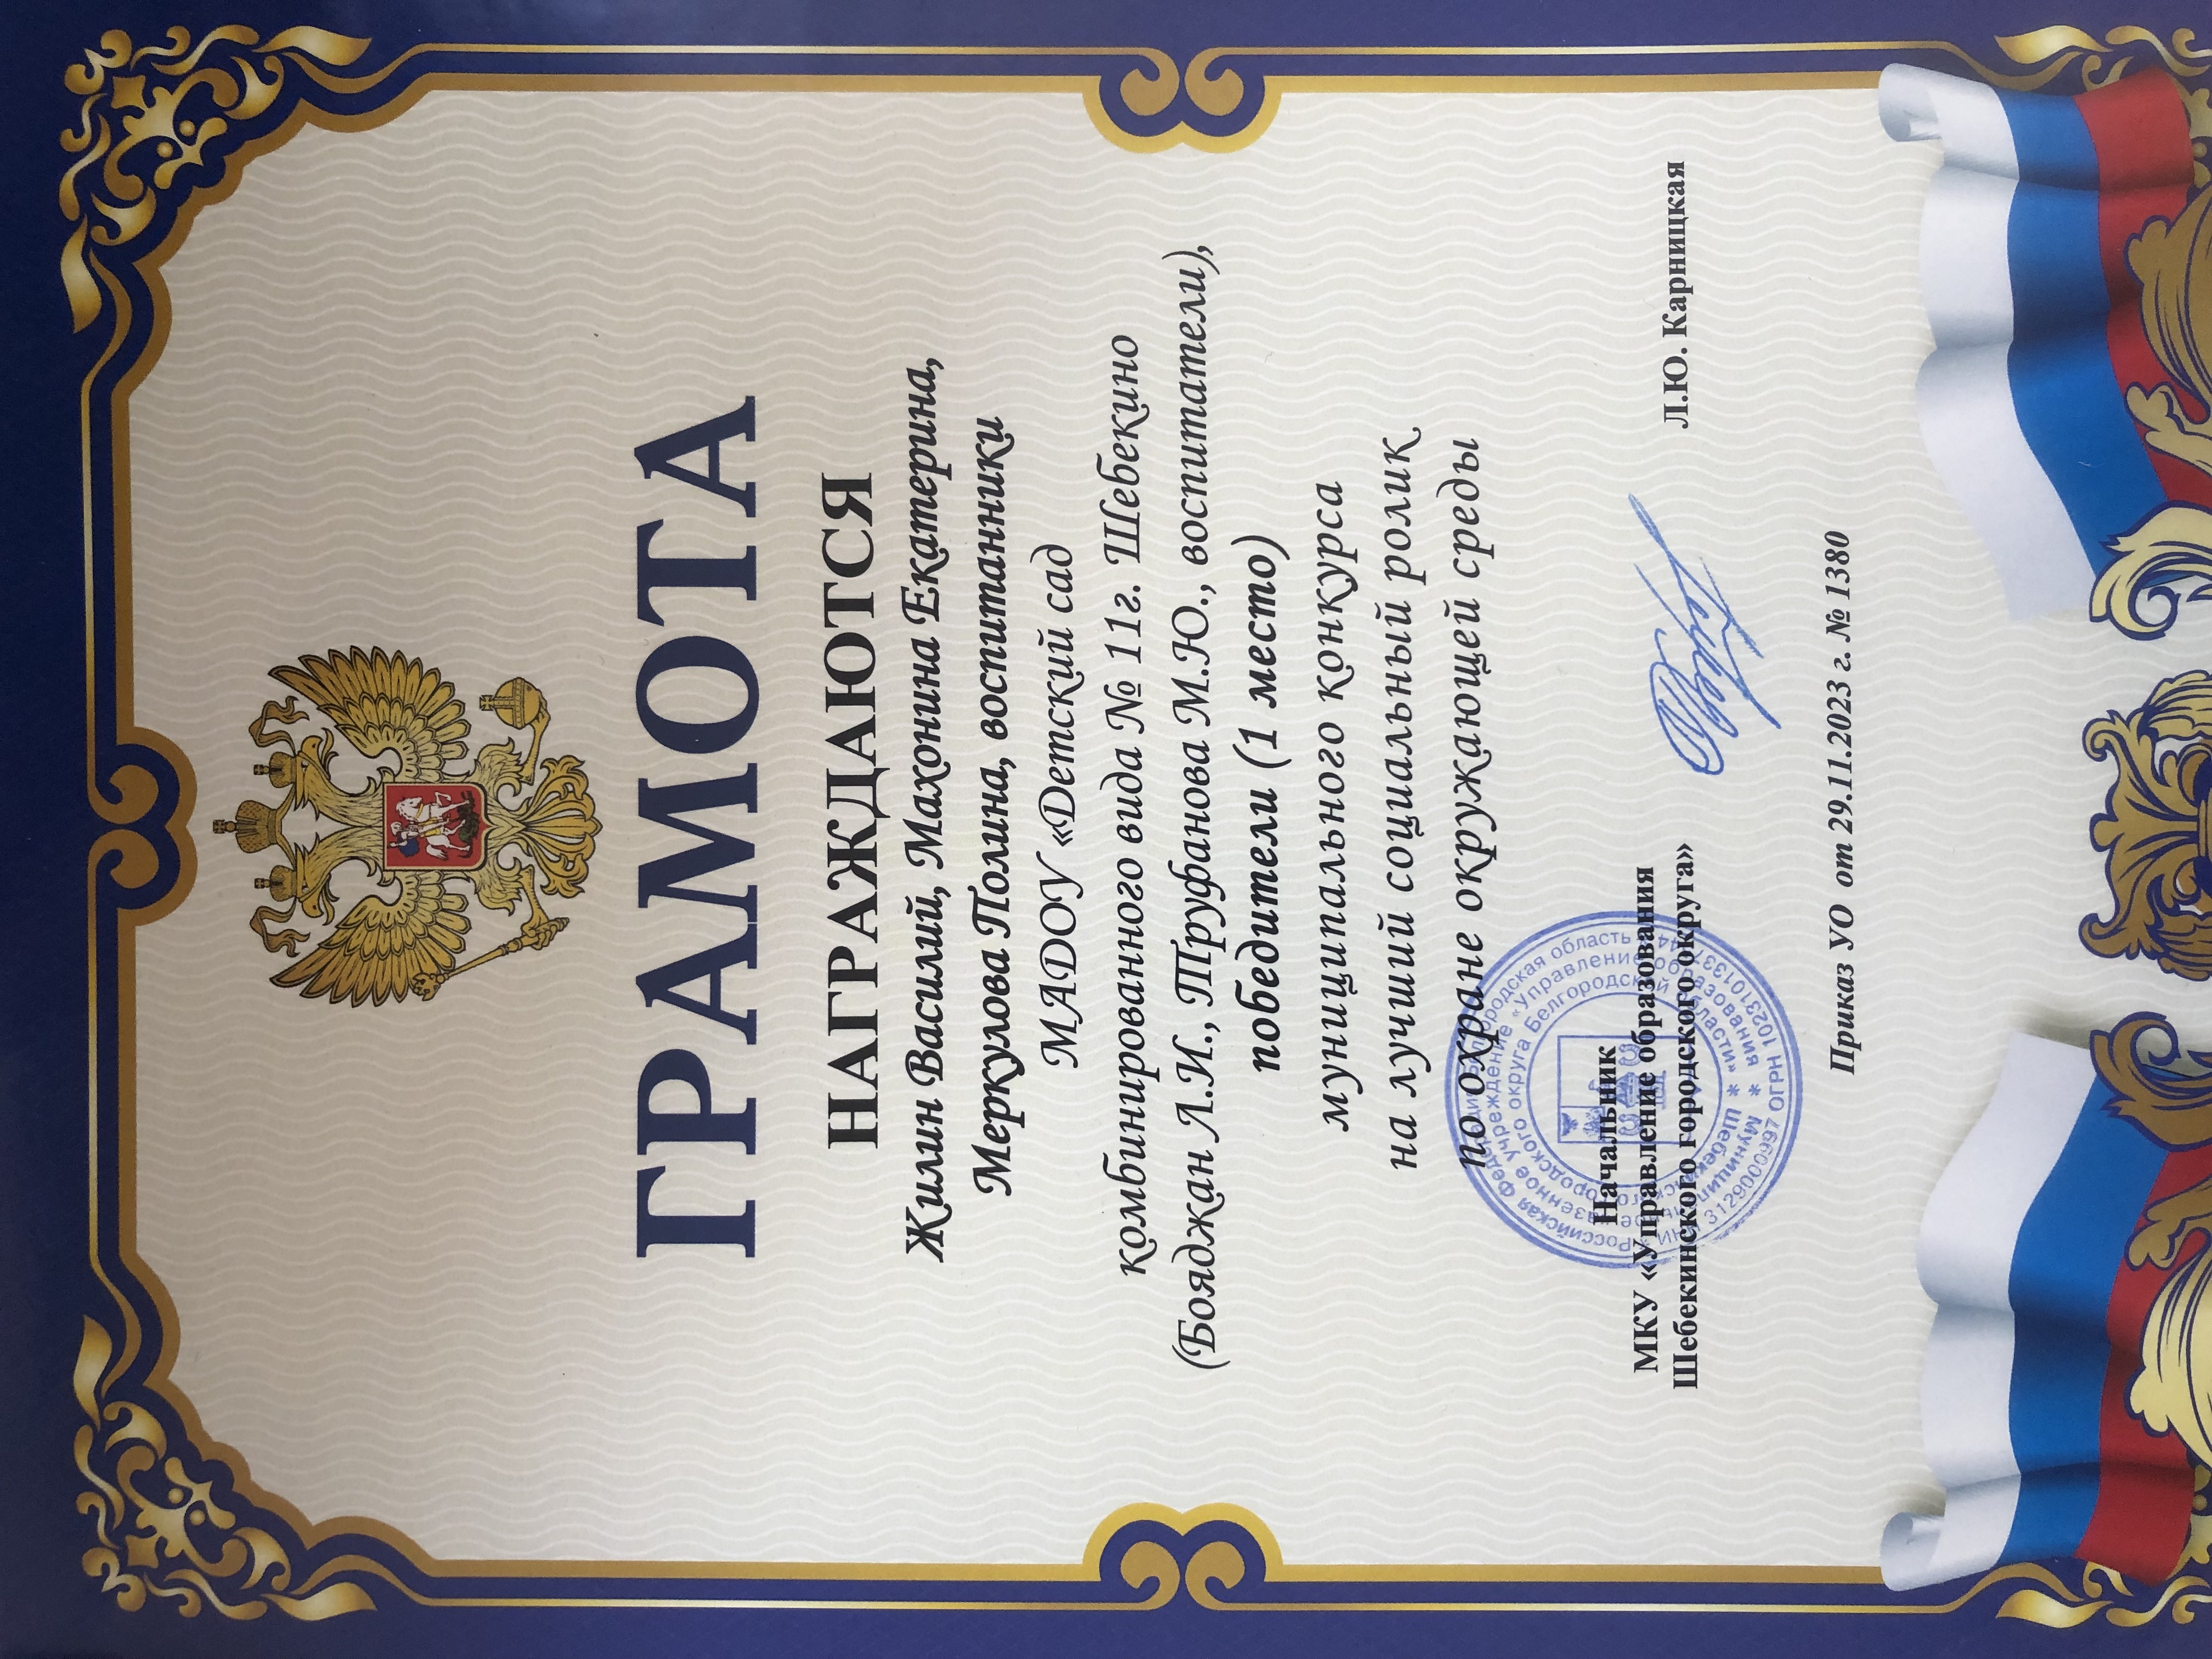 ГРАМОТА
НАГРАЖДАЮТСЯ
Жилин Василий, Махонина Екатерина,
Меркулова Полина, воспитанники
МАДОУ «Детский сад
комбинированного вида № 11г. Шебекино
(Бояджан Л.И., Труфанова М.Ю., воспитатели),
победители (1 место)
муниципального конкурса
на лучший социальный ролик
по охране окружающей среды
Начальник
МКУ «Управление образования
Шебекинского городского округа»
Л.Ю. Карницкая
Приказ УО от 29.11.2023 г. № 1380